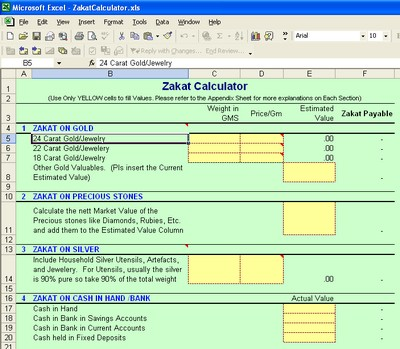 Microsoft Excel - ZakatCalculator.xls
File Edit View Insert Format Tools Data Window Help
Arial 10
Reply with Changes... End Review...
B5 fx 24 Carat Gold/Jewelry
A B C D E F
1 Zakat Calculator
2 (Use Only YELLOW cells to fill Values. Please refer to the Appendix Sheet for more explanations on Each Section)
Weight in Estimated
3 GMS Price/Gm Value Zakat Payable
4 1 ZAKAT ON GOLD
5 24 Carat Gold/Jewelry .00 -
6 22 Carat Gold/Jewelery .00 -
7 18 Carat Gold/Jewelry .00 -
Other Gold Valuables. (Pls insert the Current
8 Estimated Value) -
9
10 2 ZAKAT ON PRECIOUS STONES
Calculate the nett Market Value of the
Precious stones like Diamonds, Rubies, Etc.
11 and add them to the Estimated Value Column -
12
13 3 ZAKAT ON SILVER
Include Household Silver Utensils, Artefacts,
and Jewelery. For Utensils, usually the silver
14 is 90% pure so take 90% of the total weight .00 -
15
16 4 ZAKAT ON CASH IN HAND /BANK Actual Value
17 Cash in Hand -
18 Cash in Bank in Savings Accounts -
19 Cash in Bank in Current Accounts -
20 Cash held in Fixed Deposits -
21